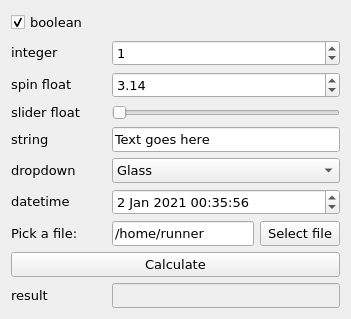 boolean
integer 1
spin float 3.14
slider float
string Text goes here
dropdown Glass
datetime 2 Jan 2021 00:35:56
Pick a file: /home/runner Select file
Calculate
result